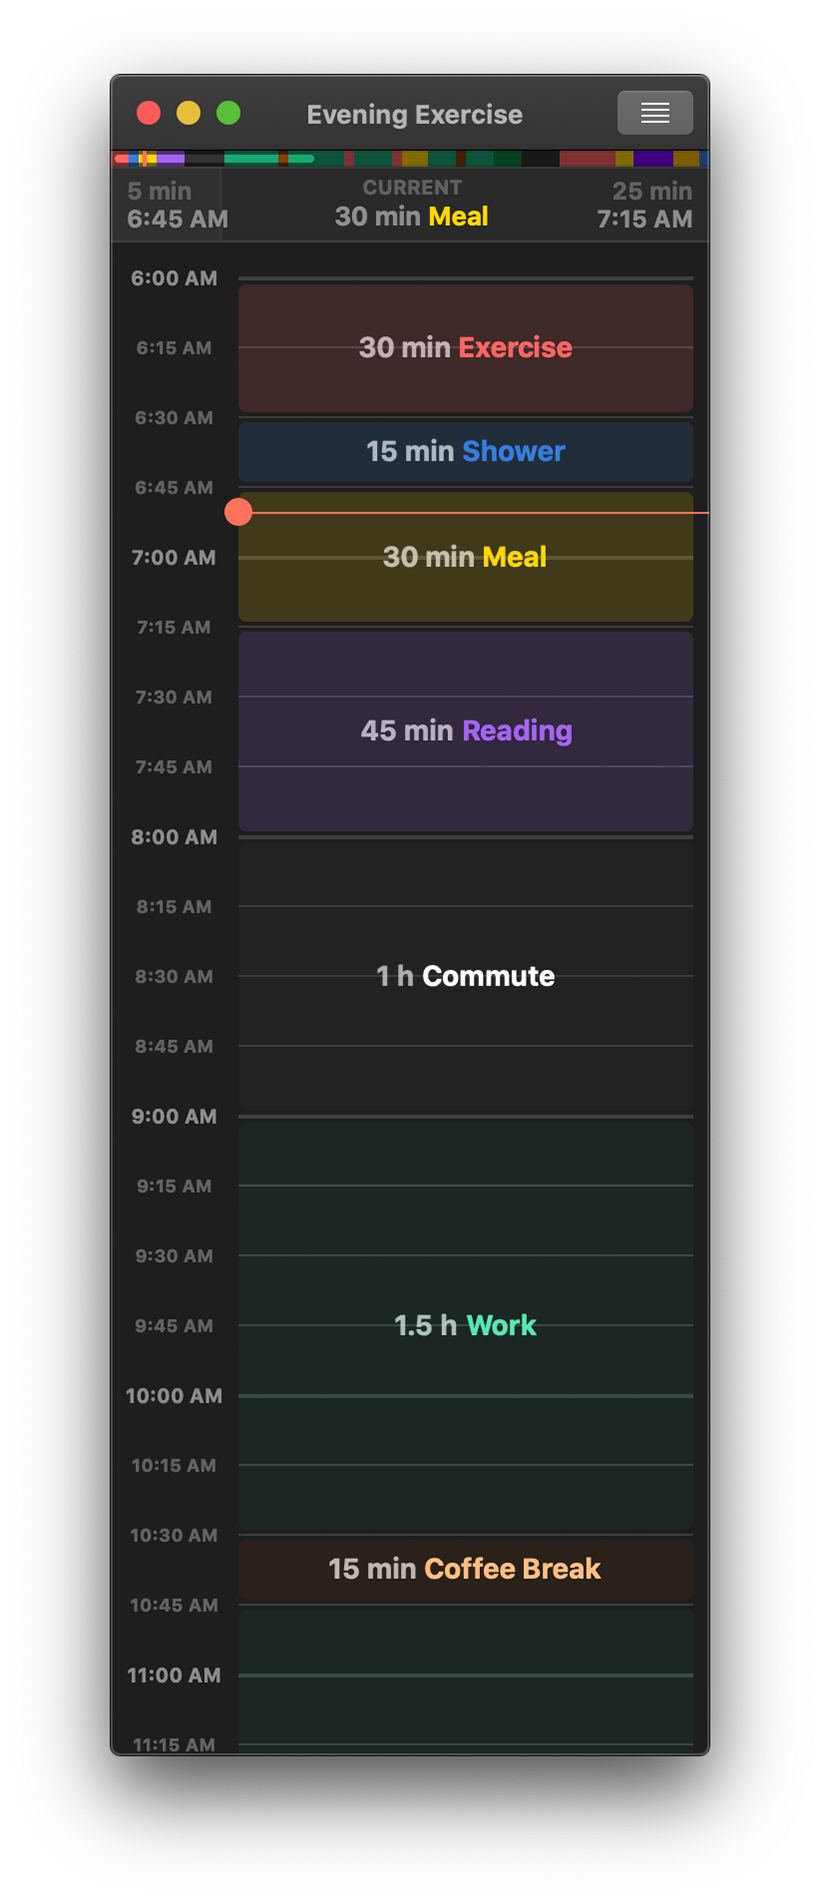 Evening Exercise
5 min
CURRENT
25 min
6:45 AM
30 min Meal
7:15 AM
6:00 AM
30 min Exercise
6:15 AM
6:30 AM
15 min Shower
6:45 AM
30 min Meal
7:00 AM
7:15 AM
7:30 AM
45 min Reading
7:45 AM
8:00 AM
8:15 AM
1 h Commute
8:30 AM
8:45 AM
9:00 AM
9:15 AM
9:30 AM
1.5 h Work
9:45 AM
10:00 AM
10:15 AM
10:30 AM
15 min Coffee Break
10:45 AM
11:00 AM
11:15 AM